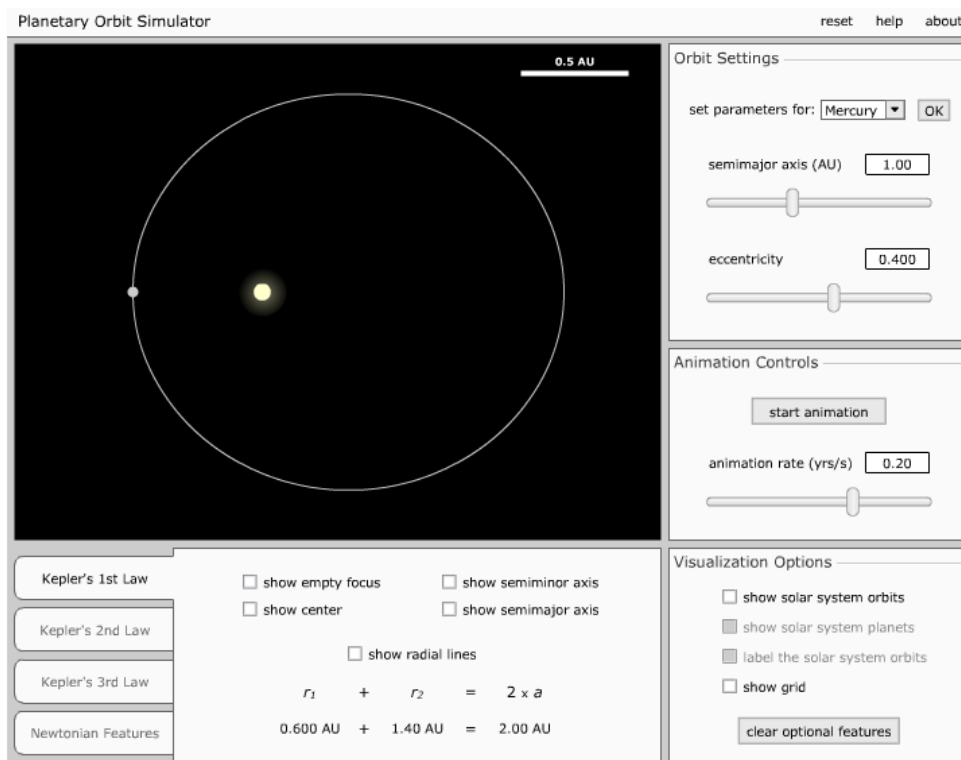 Planetary Orbit Simulator
reset help about
0.5 AU
Orbit Settings
set parameters for: Mercury OK
semimajor axis (AU) 1.00
eccentricity 0.400
Animation Controls
start animation
animation rate (yrs/s) 0.20
Kepler's 1st Law
Kepler's 2nd Law
Kepler's 3rd Law
Newtonian Features
show empty focus show semiminor axis
show center show semimajor axis
show radial lines
r₁ + r₂ = 2 x a
0.600 AU + 1.40 AU = 2.00 AU
Visualization Options
show solar system orbits
show solar system planets
label the solar system orbits
show grid
clear optional features